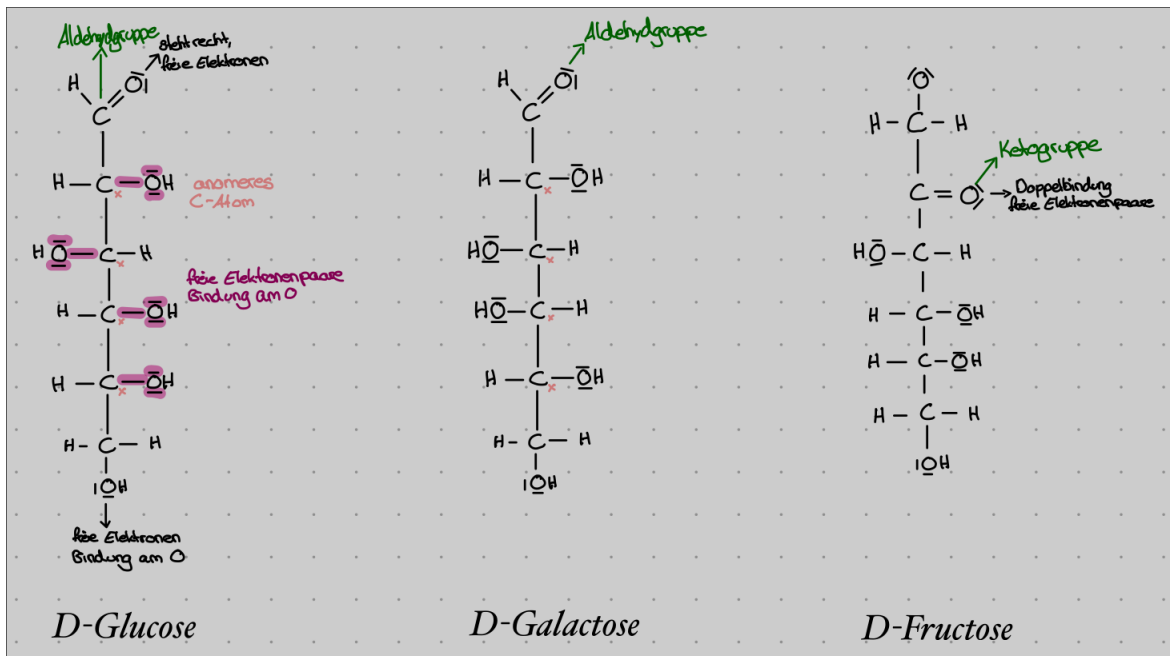 Aldehydgruppe
steht recht,
freie Elektronen
H
O
C
H C OH
x
anomeres
C-Atom
H O C H
x
freie Elektronenpaare
Bindung am O
H C OH
x
H C OH
x
H C H
OH
freie Elektronen
Bindung am O
D-Glucose
Aldehydgruppe
H
O
C
H C OH
x
HO C H
x
HO C H
x
H C OH
x
H C H
OH
D-Galactose
O
H C H
Ketogruppe
C = O
Doppelbindung
freie Elektronenpaare
HO C H
H C OH
H C OH
H C H
OH
D-Fructose